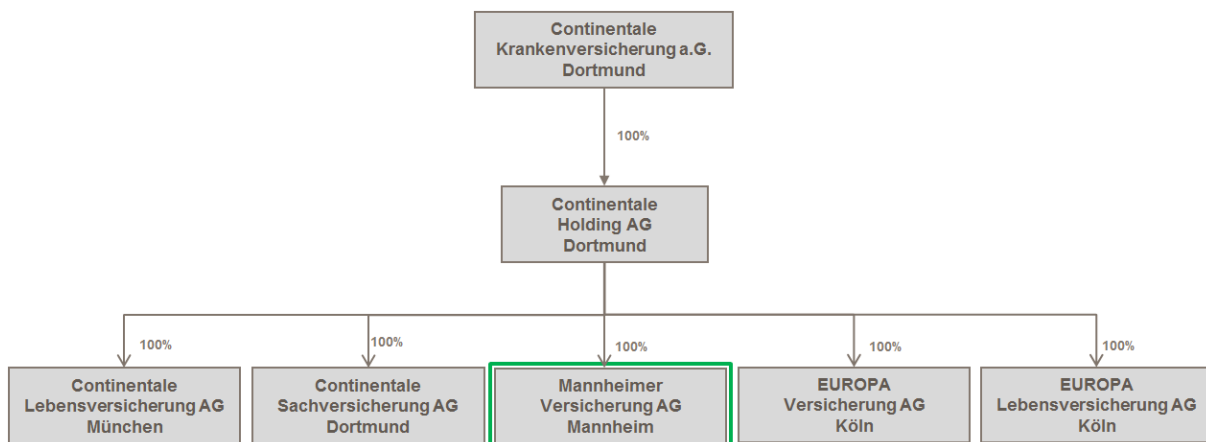 Continentale
Krankenversicherung a.G.
Dortmund
100%
Continentale
Holding AG
Dortmund
100%
100%
100%
100%
100%
Continentale
Lebensversicherung AG
München
Continentale
Sachversicherung AG
Dortmund
Mannheimer
Versicherung AG
Mannheim
EUROPA
Versicherung AG
Köln
EUROPA
Lebensversicherung AG
Köln